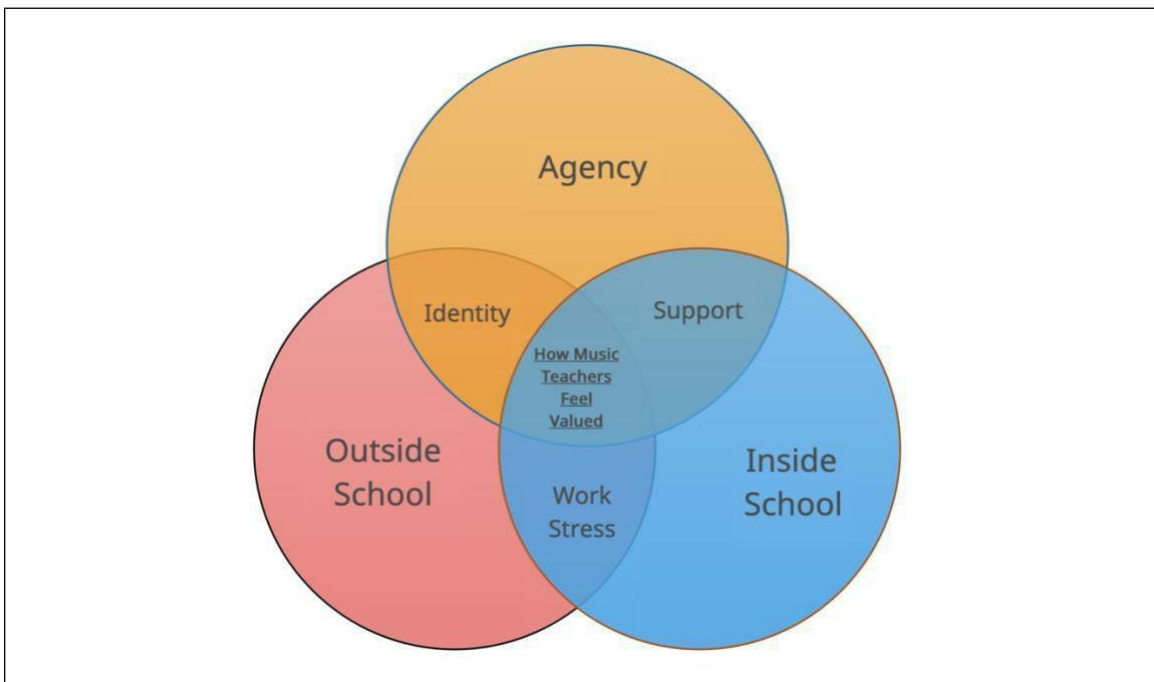 Agency
Identity
Support
How Music
Teachers
Feel
Valued
Outside
School
Inside
School
Work
Stress